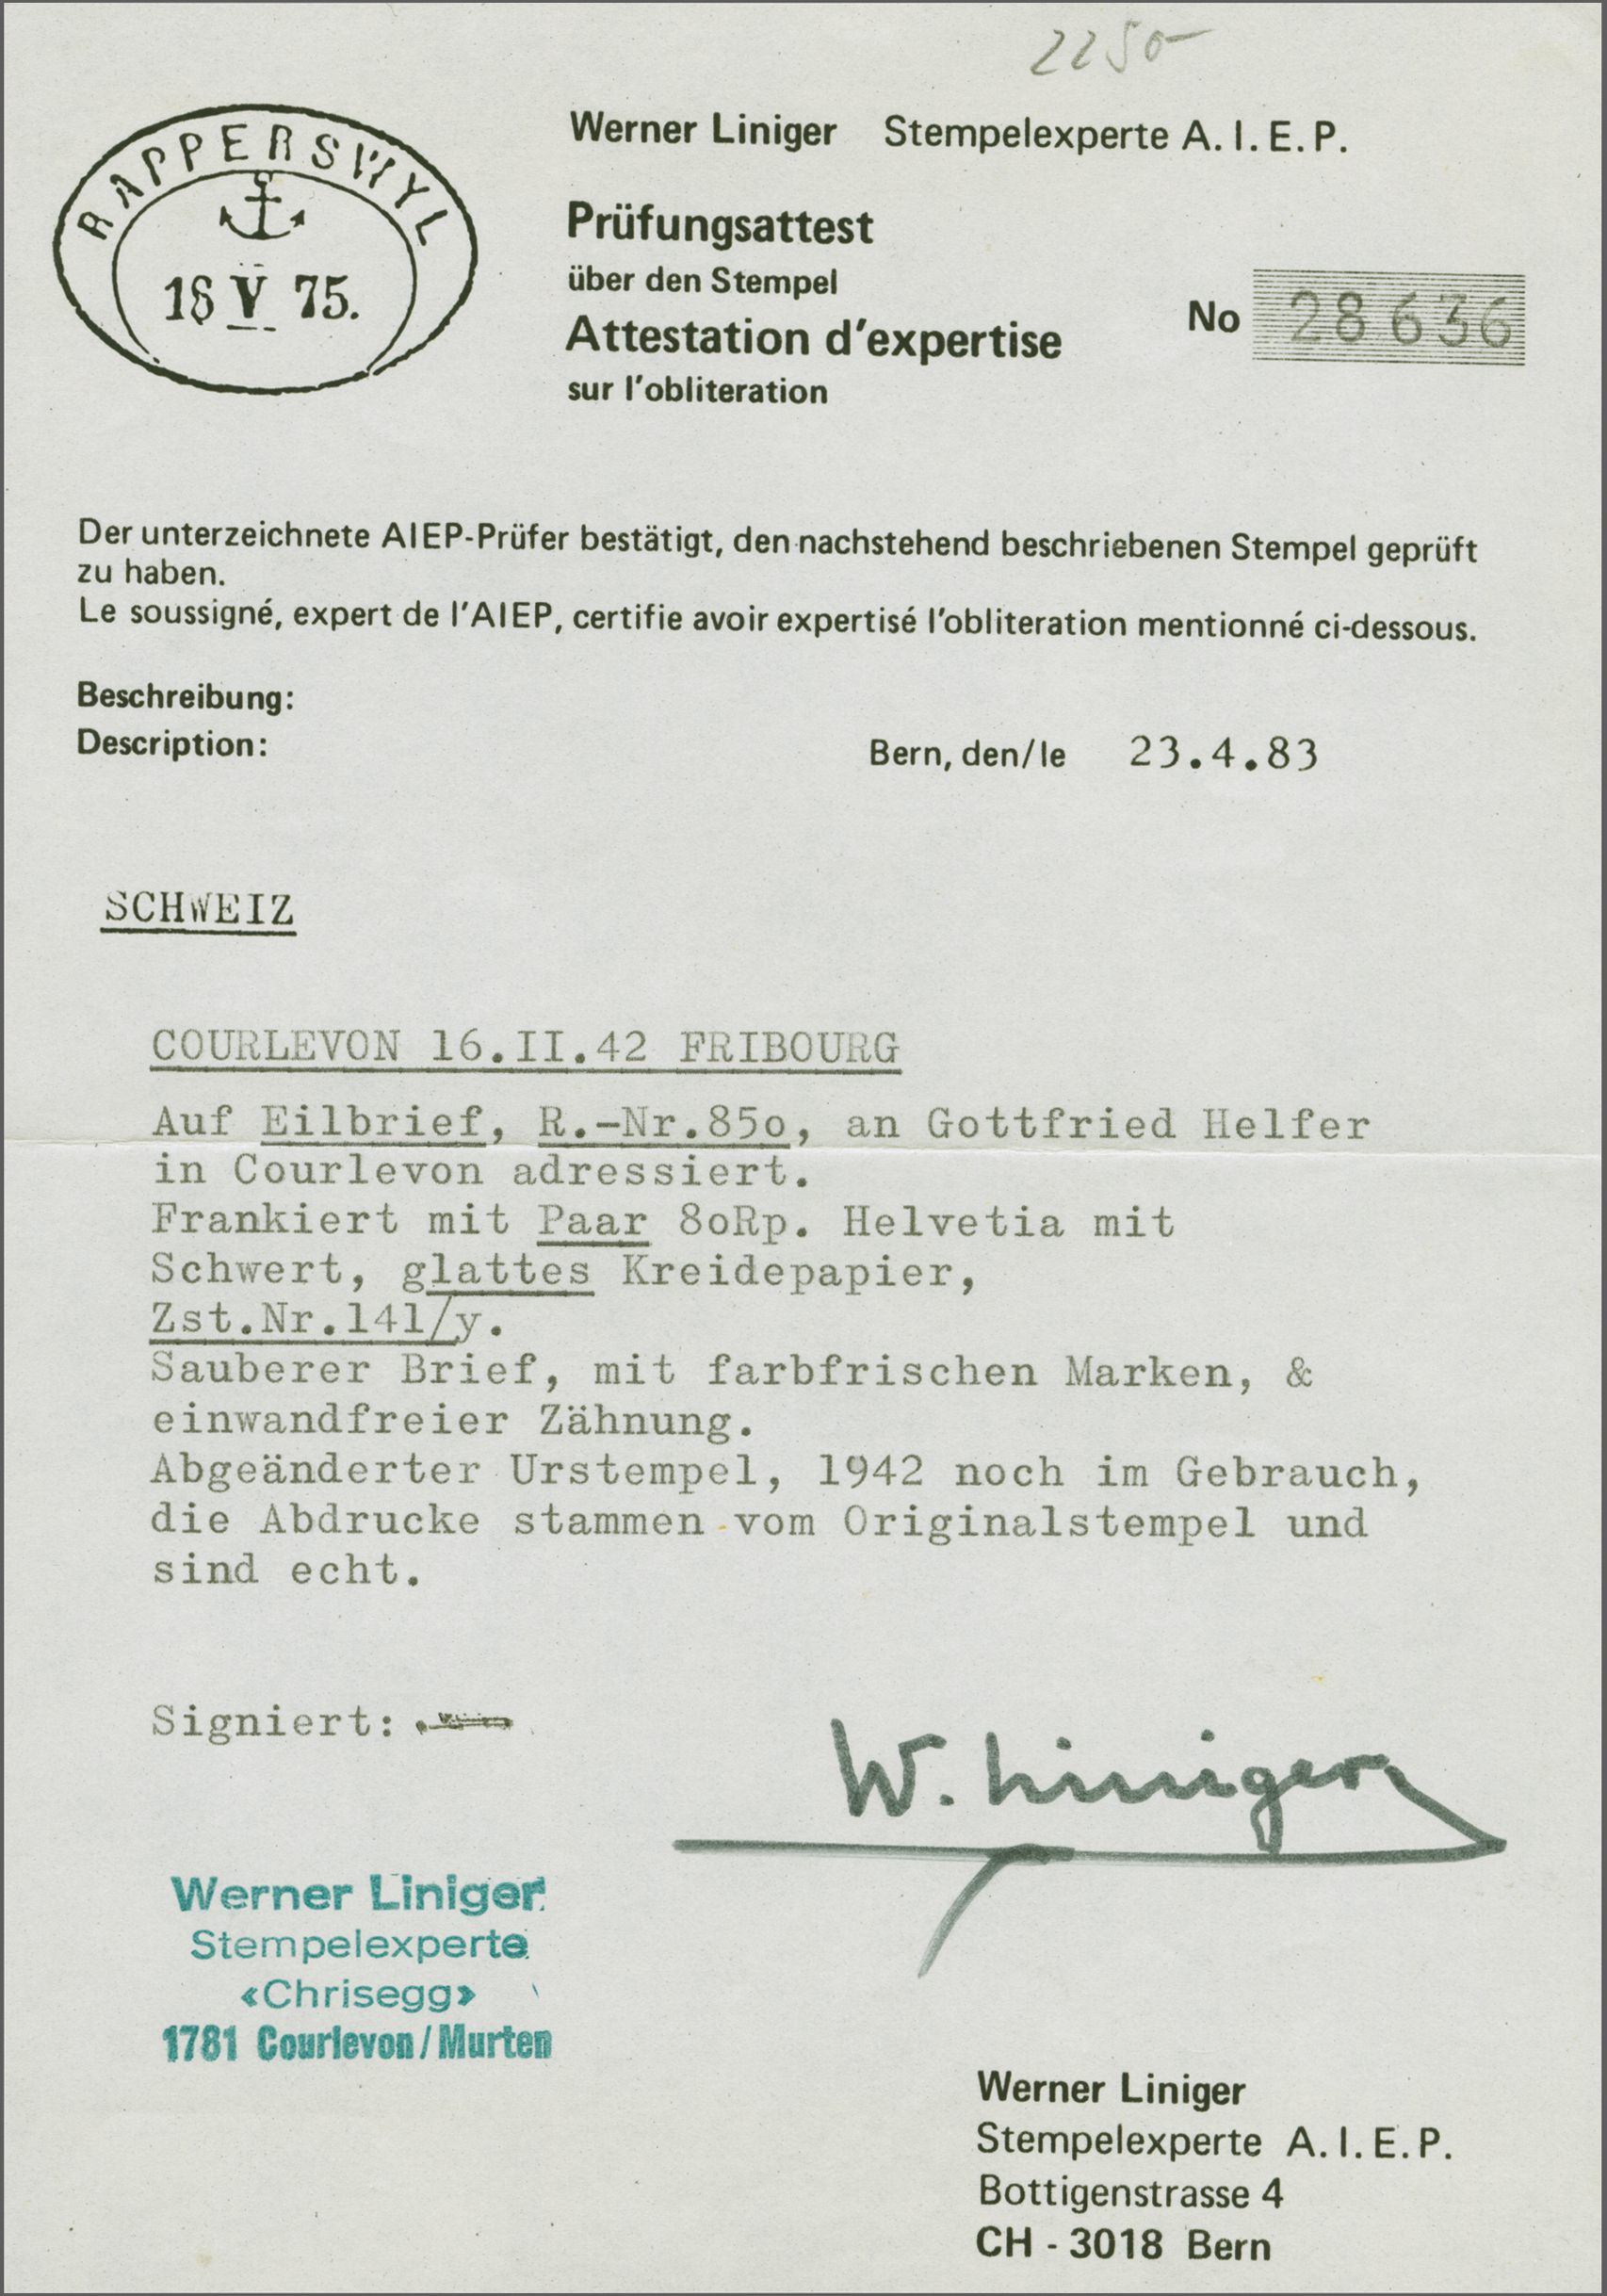 2250
RAPPERSWYL
16 V 75.
Werner Liniger Stempelexperte A.I.E.P.
Prüfungsattest
über den Stempel
Attestation d'expertise
sur l'obliteration
No 28636
Der unterzeichnete AIEP-Prüfer bestätigt, den nachstehend beschriebenen Stempel geprüft
zu haben.
Le soussigné, expert de l'AIEP, certifie avoir expertisé l'obliteration mentionné ci-dessous.
Beschreibung:
Description:
Bern, den/le 23.4.83
SCHWEIZ
COURLEVON 16.II.42 FRIBOURG
Auf Eilbrief, R.-Nr.85o, an Gottfried Helfer
in Courlevon adressiert.
Frankiert mit Paar 8oRp. Helvetia mit
Schwert, glattes Kreidepapier,
Zst.Nr.141/y.
Sauberer Brief, mit farbfrischen Marken, &
einwandfreier Zähnung.
Abgeänderter Urstempel, 1942 noch im Gebrauch,
die Abdrucke stammen vom Originalstempel und
sind echt.
Signiert:
W. Liniger
Werner Liniger
Stempelexperte
«Chrisegg»
1781 Courlevon/Murten
Werner Liniger
Stempelexperte A.I.E.P.
Bottigenstrasse 4
CH - 3018 Bern